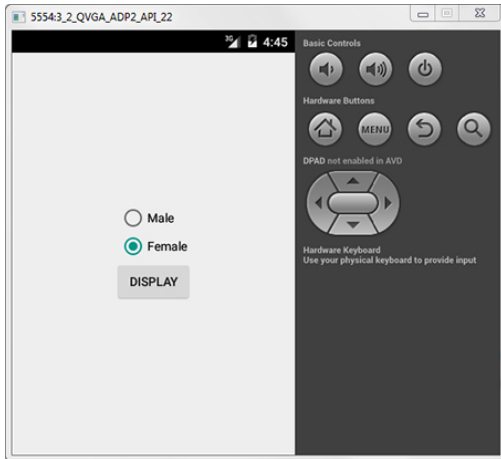 5554:3_2_QVGA_ADP2_API_22
3G 4:45
Male
Female
DISPLAY
Basic Controls
Hardware Buttons
MENU
DPAD not enabled in AVD
Hardware Keyboard
Use your physical keyboard to provide input